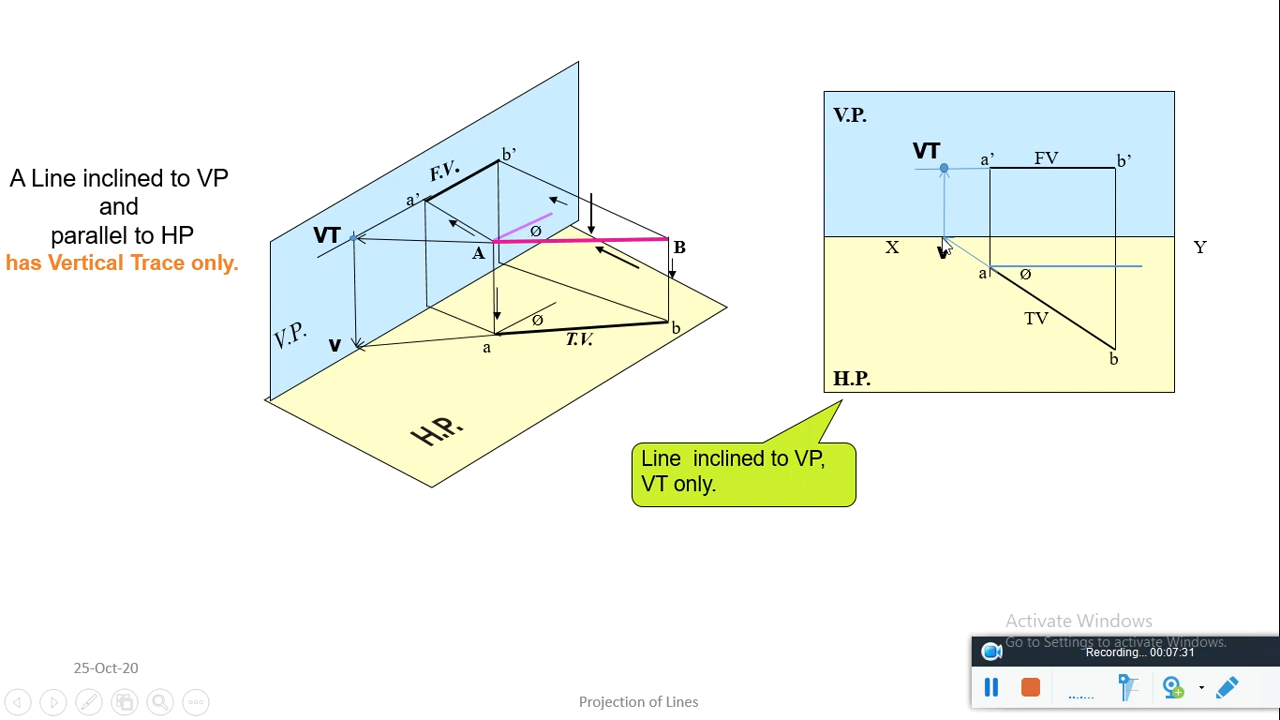 A Line inclined to VP
and
parallel to HP
has Vertical Trace only.
b’
F.V.
a’
VT
Ø
A
B
V.P.
v
Ø
a
T.V.
b
H.P.
V.P.
VT
a’
FV
b’
X
v
Y
a
Ø
TV
b
H.P.
Line inclined to VP,
VT only.
Activate Windows
Go to Settings to activate Windows.
Recording... 00:07:31
25-Oct-20
Projection of Lines